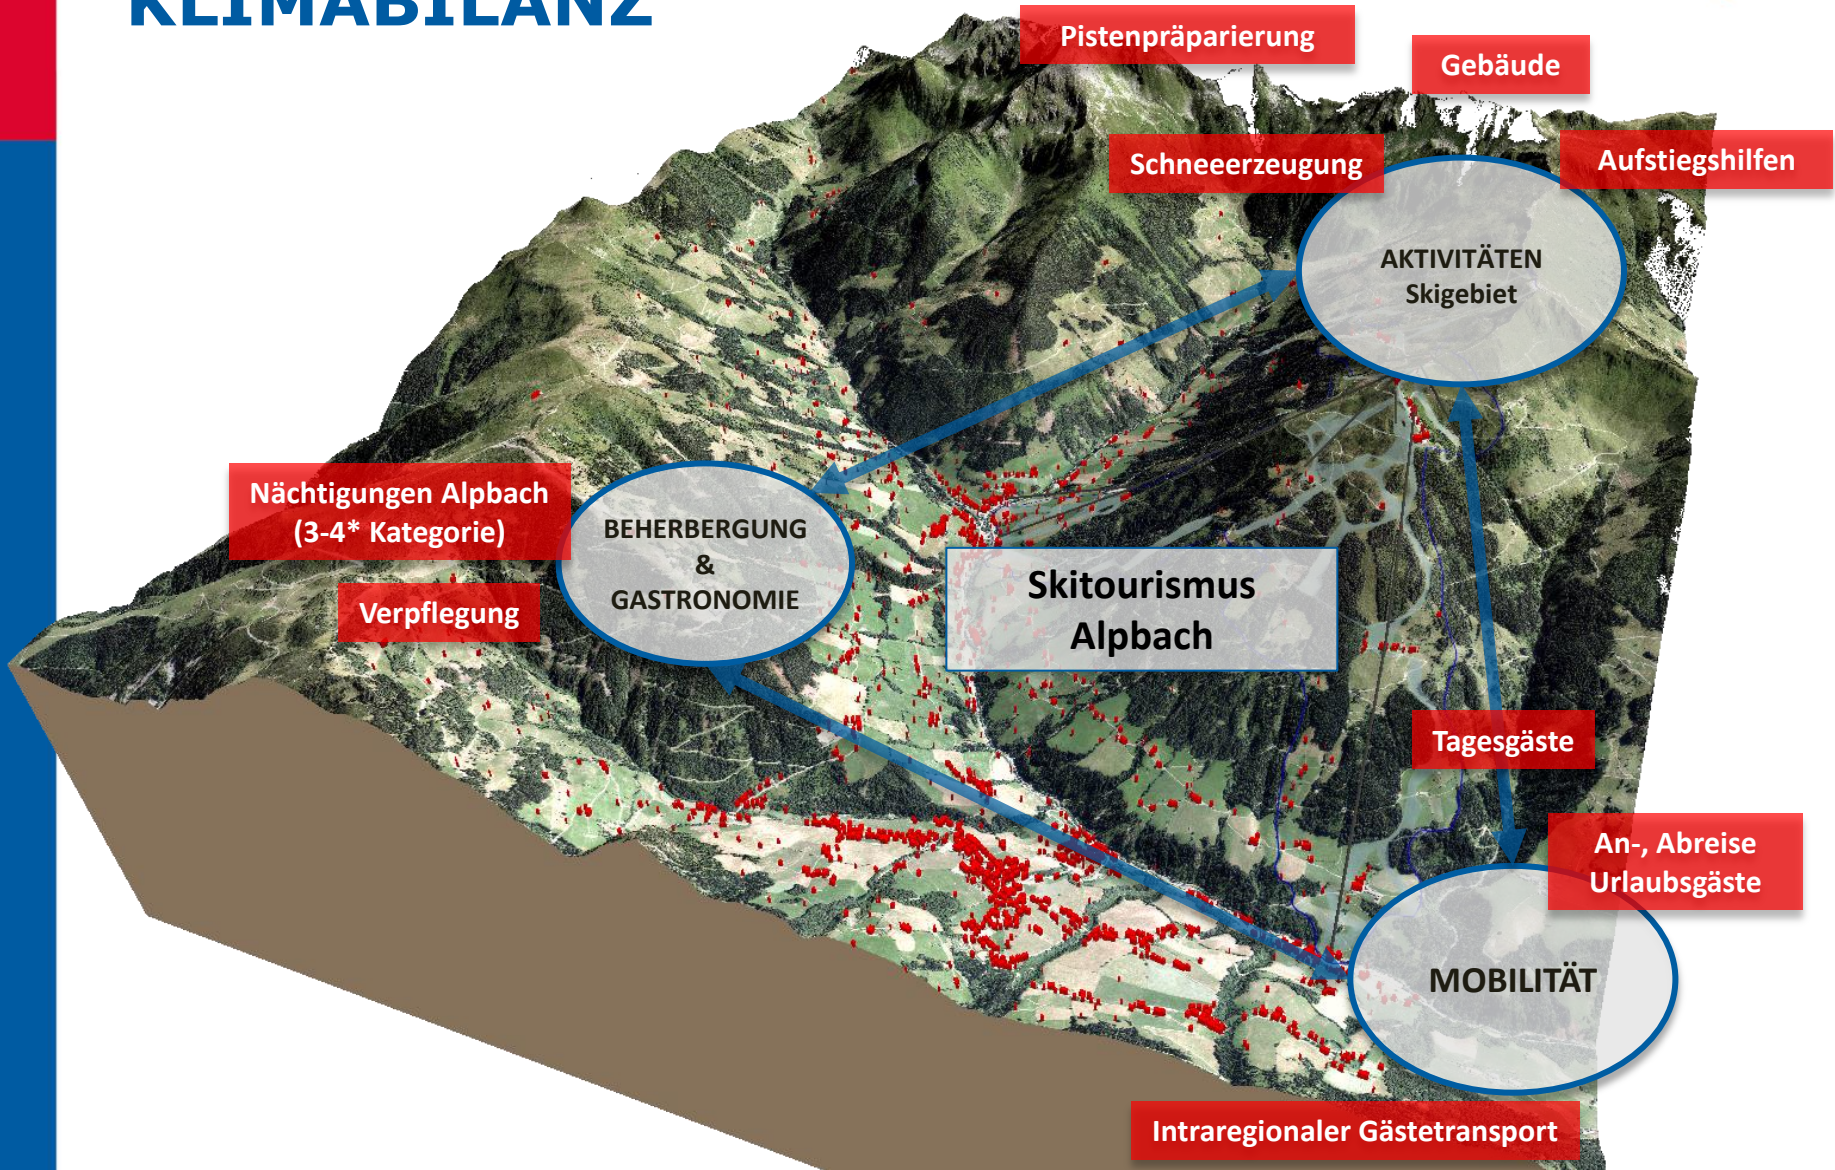 KLIMABILANZ
Pistenpräparierung
Gebäude
Schneeerzeugung
Aufstiegshilfen
AKTIVITÄTEN
Skigebiet
Nächtigungen Alpbach
(3-4* Kategorie)
Verpflegung
BEHERBERGUNG
&
GASTRONOMIE
Skitourismus
Alpbach
Tagesgäste
An-, Abreise
Urlaubsgäste
MOBILITÄT
Intraregionaler Gästetransport